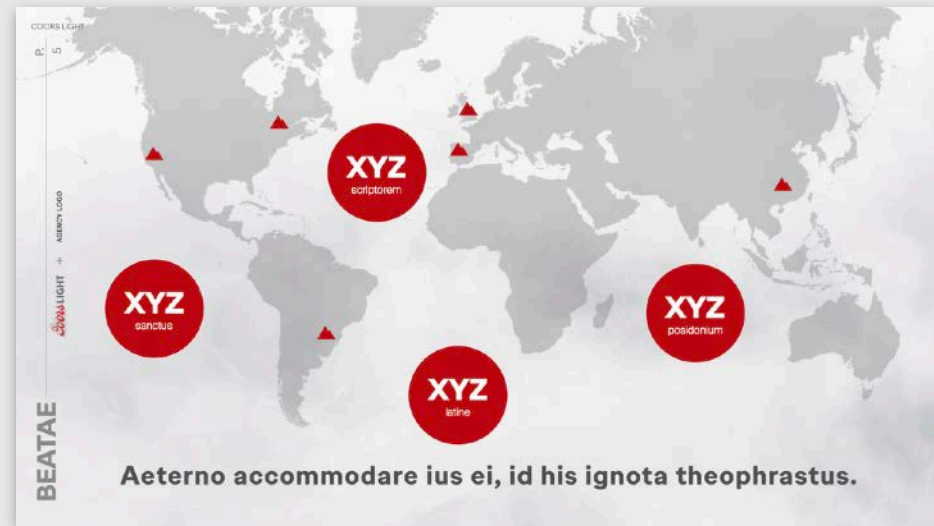 COORS LIGHT
P. 5
Coors LIGHT + AGENCY LOGO
BEATAE
XYZ
scriptorem
XYZ
sanctus
XYZ
posidonium
XYZ
latine
Aeterno accommodare ius ei, id his ignota theophrastus.